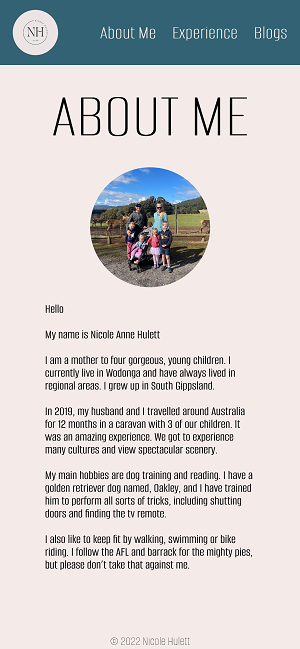 NH
About Me Experience Blogs
ABOUT ME
Hello
My name is Nicole Anne Hulett
I am a mother to four gorgeous, young children. I
currently live in Wodonga and have always lived in
regional areas. I grew up in South Gippsland.
In 2019, my husband and I travelled around Australia
for 12 months in a caravan with 3 of our children. It
was an amazing experience. We got to experience
many cultures and view spectacular scenery.
My main hobbies are dog training and reading. I have a
golden retriever dog named, Oakley, and I have trained
him to perform all sorts of tricks, including shutting
doors and finding the tv remote.
I also like to keep fit by walking, swimming or bike
riding. I follow the AFL and barrack for the mighty pies,
but please don't take that against me.
© 2022 Nicole Hulett